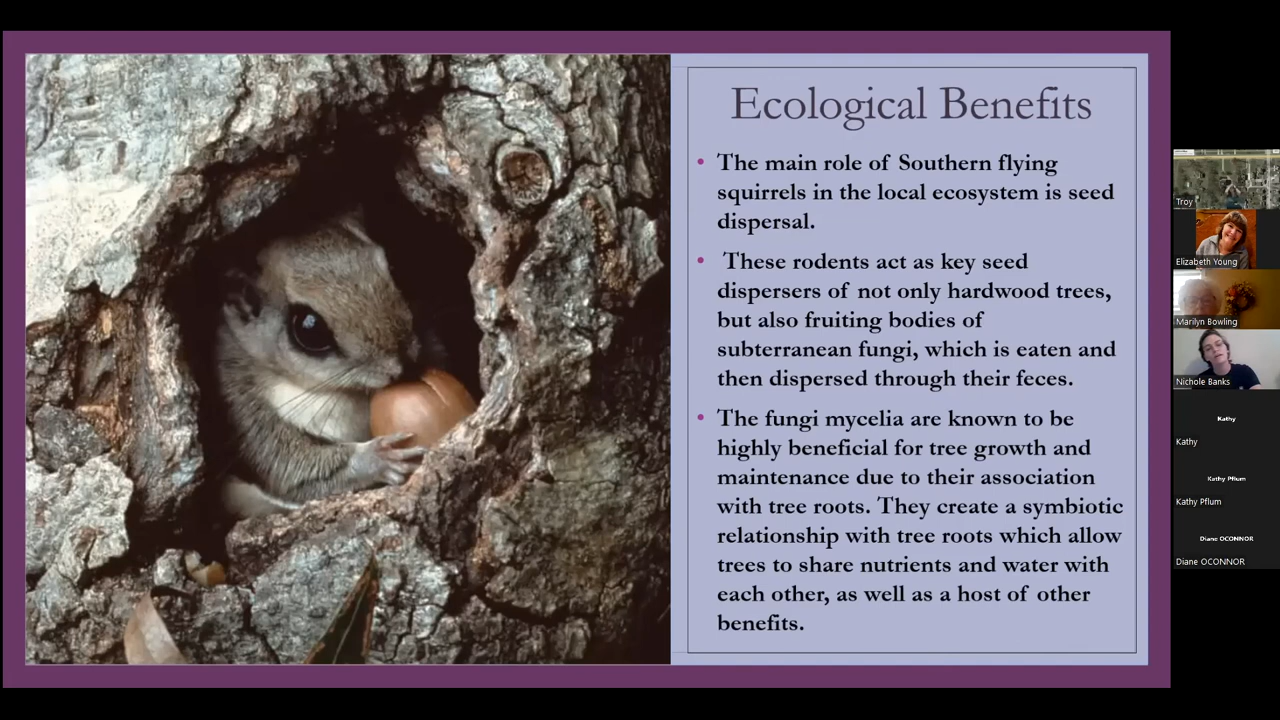 Ecological Benefits
• The main role of Southern flying
squirrels in the local ecosystem is seed
dispersal.
• These rodents act as key seed
dispersers of not only hardwood trees,
but also fruiting bodies of
subterranean fungi, which is eaten and
then dispersed through their feces.
• The fungi mycelia are known to be
highly beneficial for tree growth and
maintenance due to their association
with tree roots. They create a symbiotic
relationship with tree roots which allow
trees to share nutrients and water with
each other, as well as a host of other
benefits.
Troy
Elizabeth Young
Marilyn Bowling
Nichole Banks
Kathy
Kathy
Kathy Pflum
Kathy Pflum
Diane OCONNOR
Diane OCONNOR